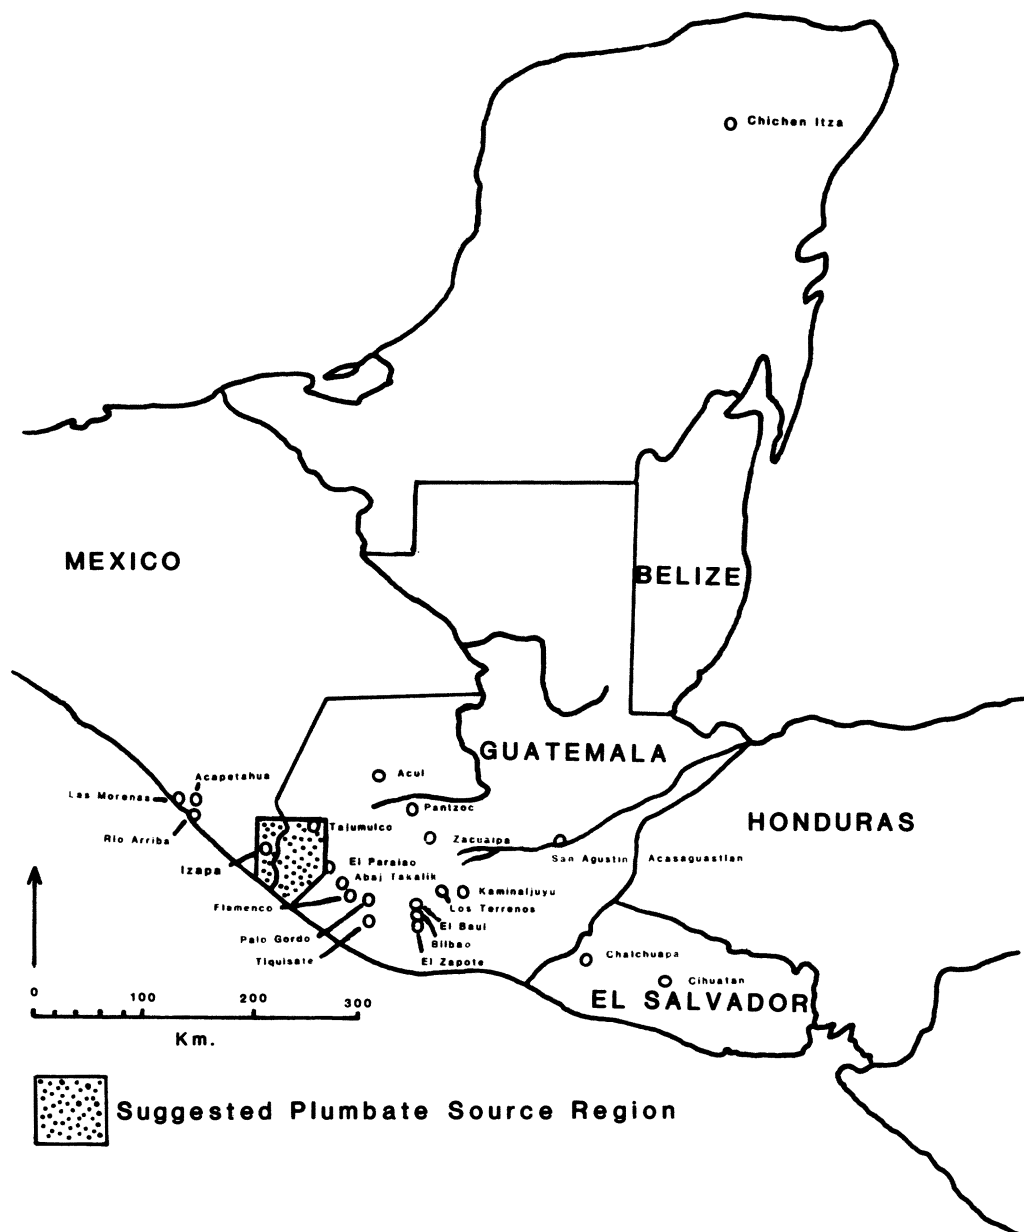 Chichen Itza
MEXICO
BELIZE
GUATEMALA
Acapetahua
Acul
Las Morenas
Pantzoc
HONDURAS
Rio Arriba
Tajumulco
Zacualpa
San Agustin Acasaguastlan
Izapa
El Paraiso
Abaj Takalik
Kaminaljuyu
Flamenco
Los Terrenos
El Baul
Palo Gordo
Bilbao
Tiquisate
El Zapote
Chalchuapa
Cihuatan
EL SALVADOR
0 100 200 300
Km.
Suggested Plumbate Source Region